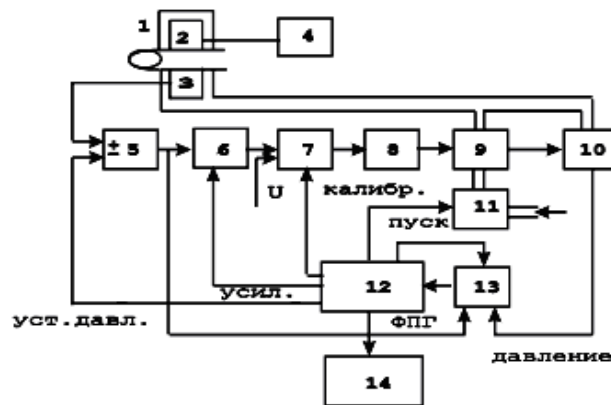 1
2
3
4
± 5
6
7
8
9
10
U
калибр.
пуск
11
усил.
12
13
уст.давл.
ФПГ
давление
14